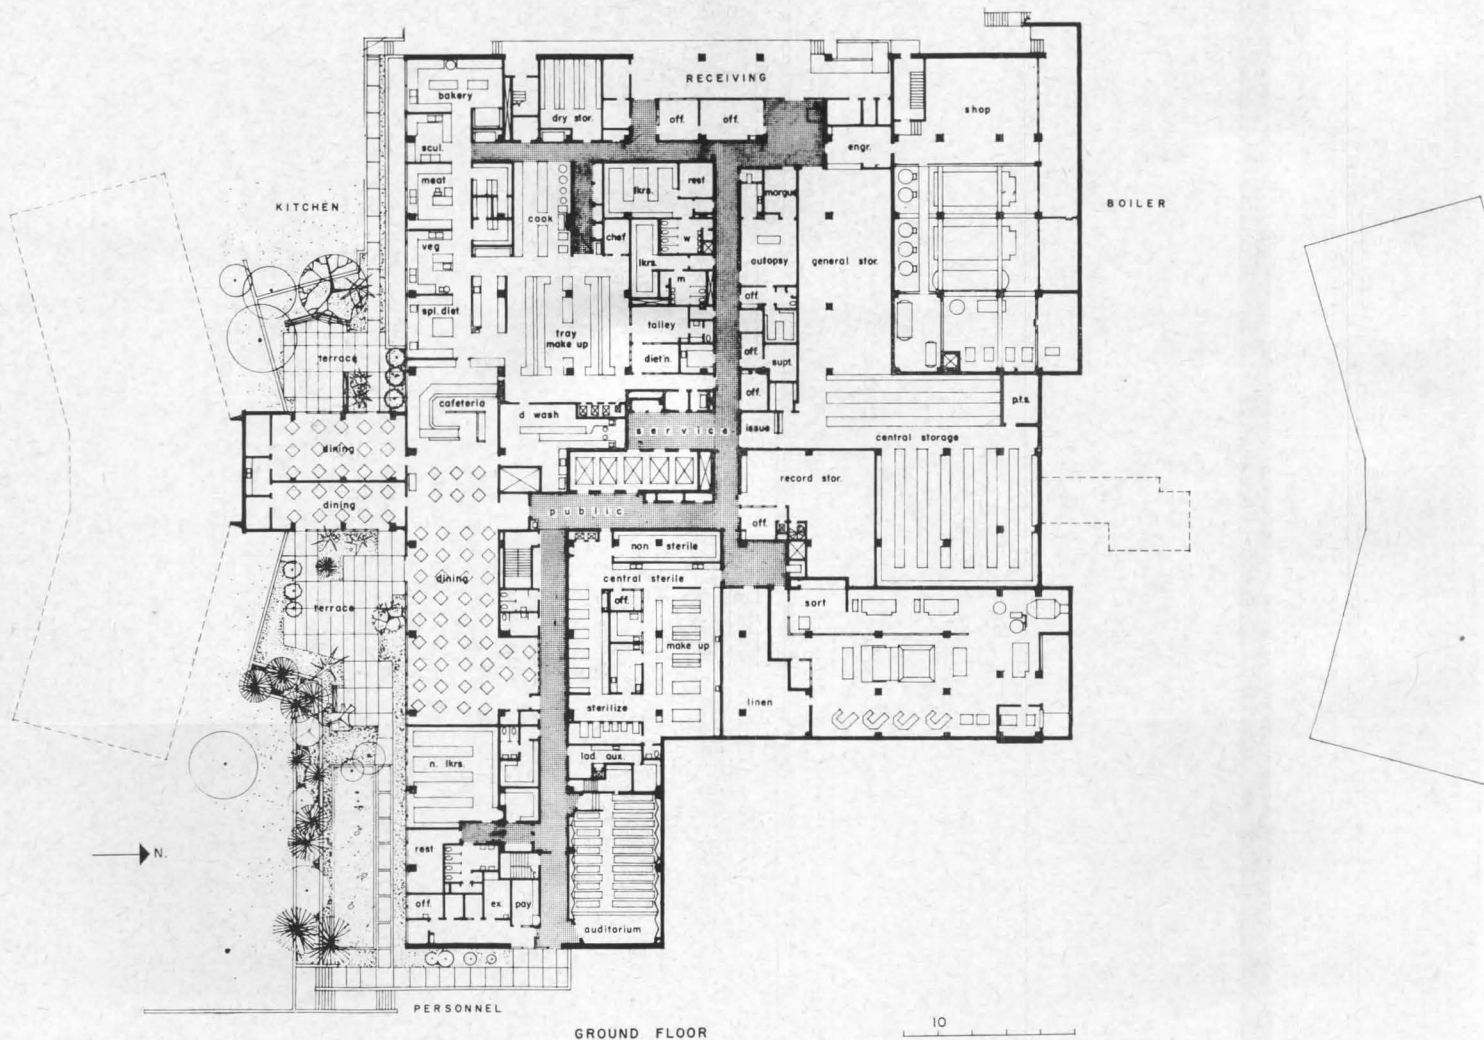 RECEIVING
bakery
dry stor.
off.
off.
shop
scul.
engr.
meat
lkrs.
rest
morgue
KITCHEN
BOILER
cook
chef
w
veg
lkrs.
autopsy
general stor.
m
off.
spl. diet
tray
make up
talley
terrace
diet'n.
off.
supt.
off.
cafeteria
d. wash
p.t.s.
service
issue
central storage
dining
record stor.
dining
public
off.
non sterile
dining
central sterile
terrace
off.
sort
make up
linen
sterilize
lad. aux.
n. lkrs.
N.
rest
off.
ex.
pay
auditorium
PERSONNEL
GROUND FLOOR
10